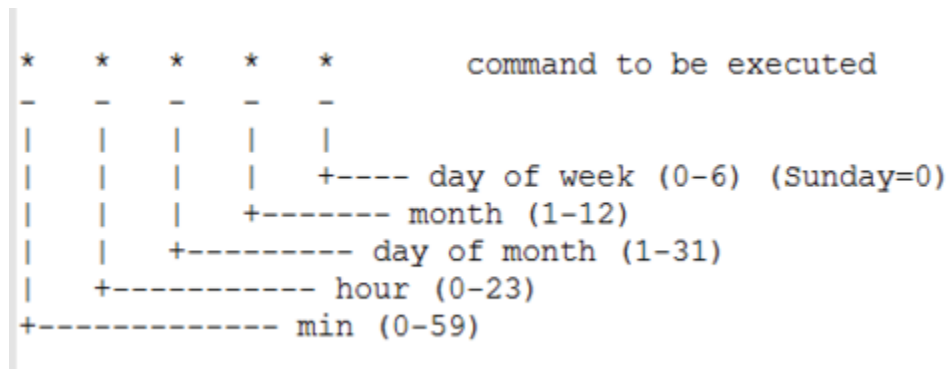 *    *    *    *    *        command to be executed
-    -    -    -    -
|    |    |    |    |
|    |    |    |    +---- day of week (0-6) (Sunday=0)
|    |    |    +------- month (1-12)
|    |    +--------- day of month (1-31)
|    +----------- hour (0-23)
+------------- min (0-59)